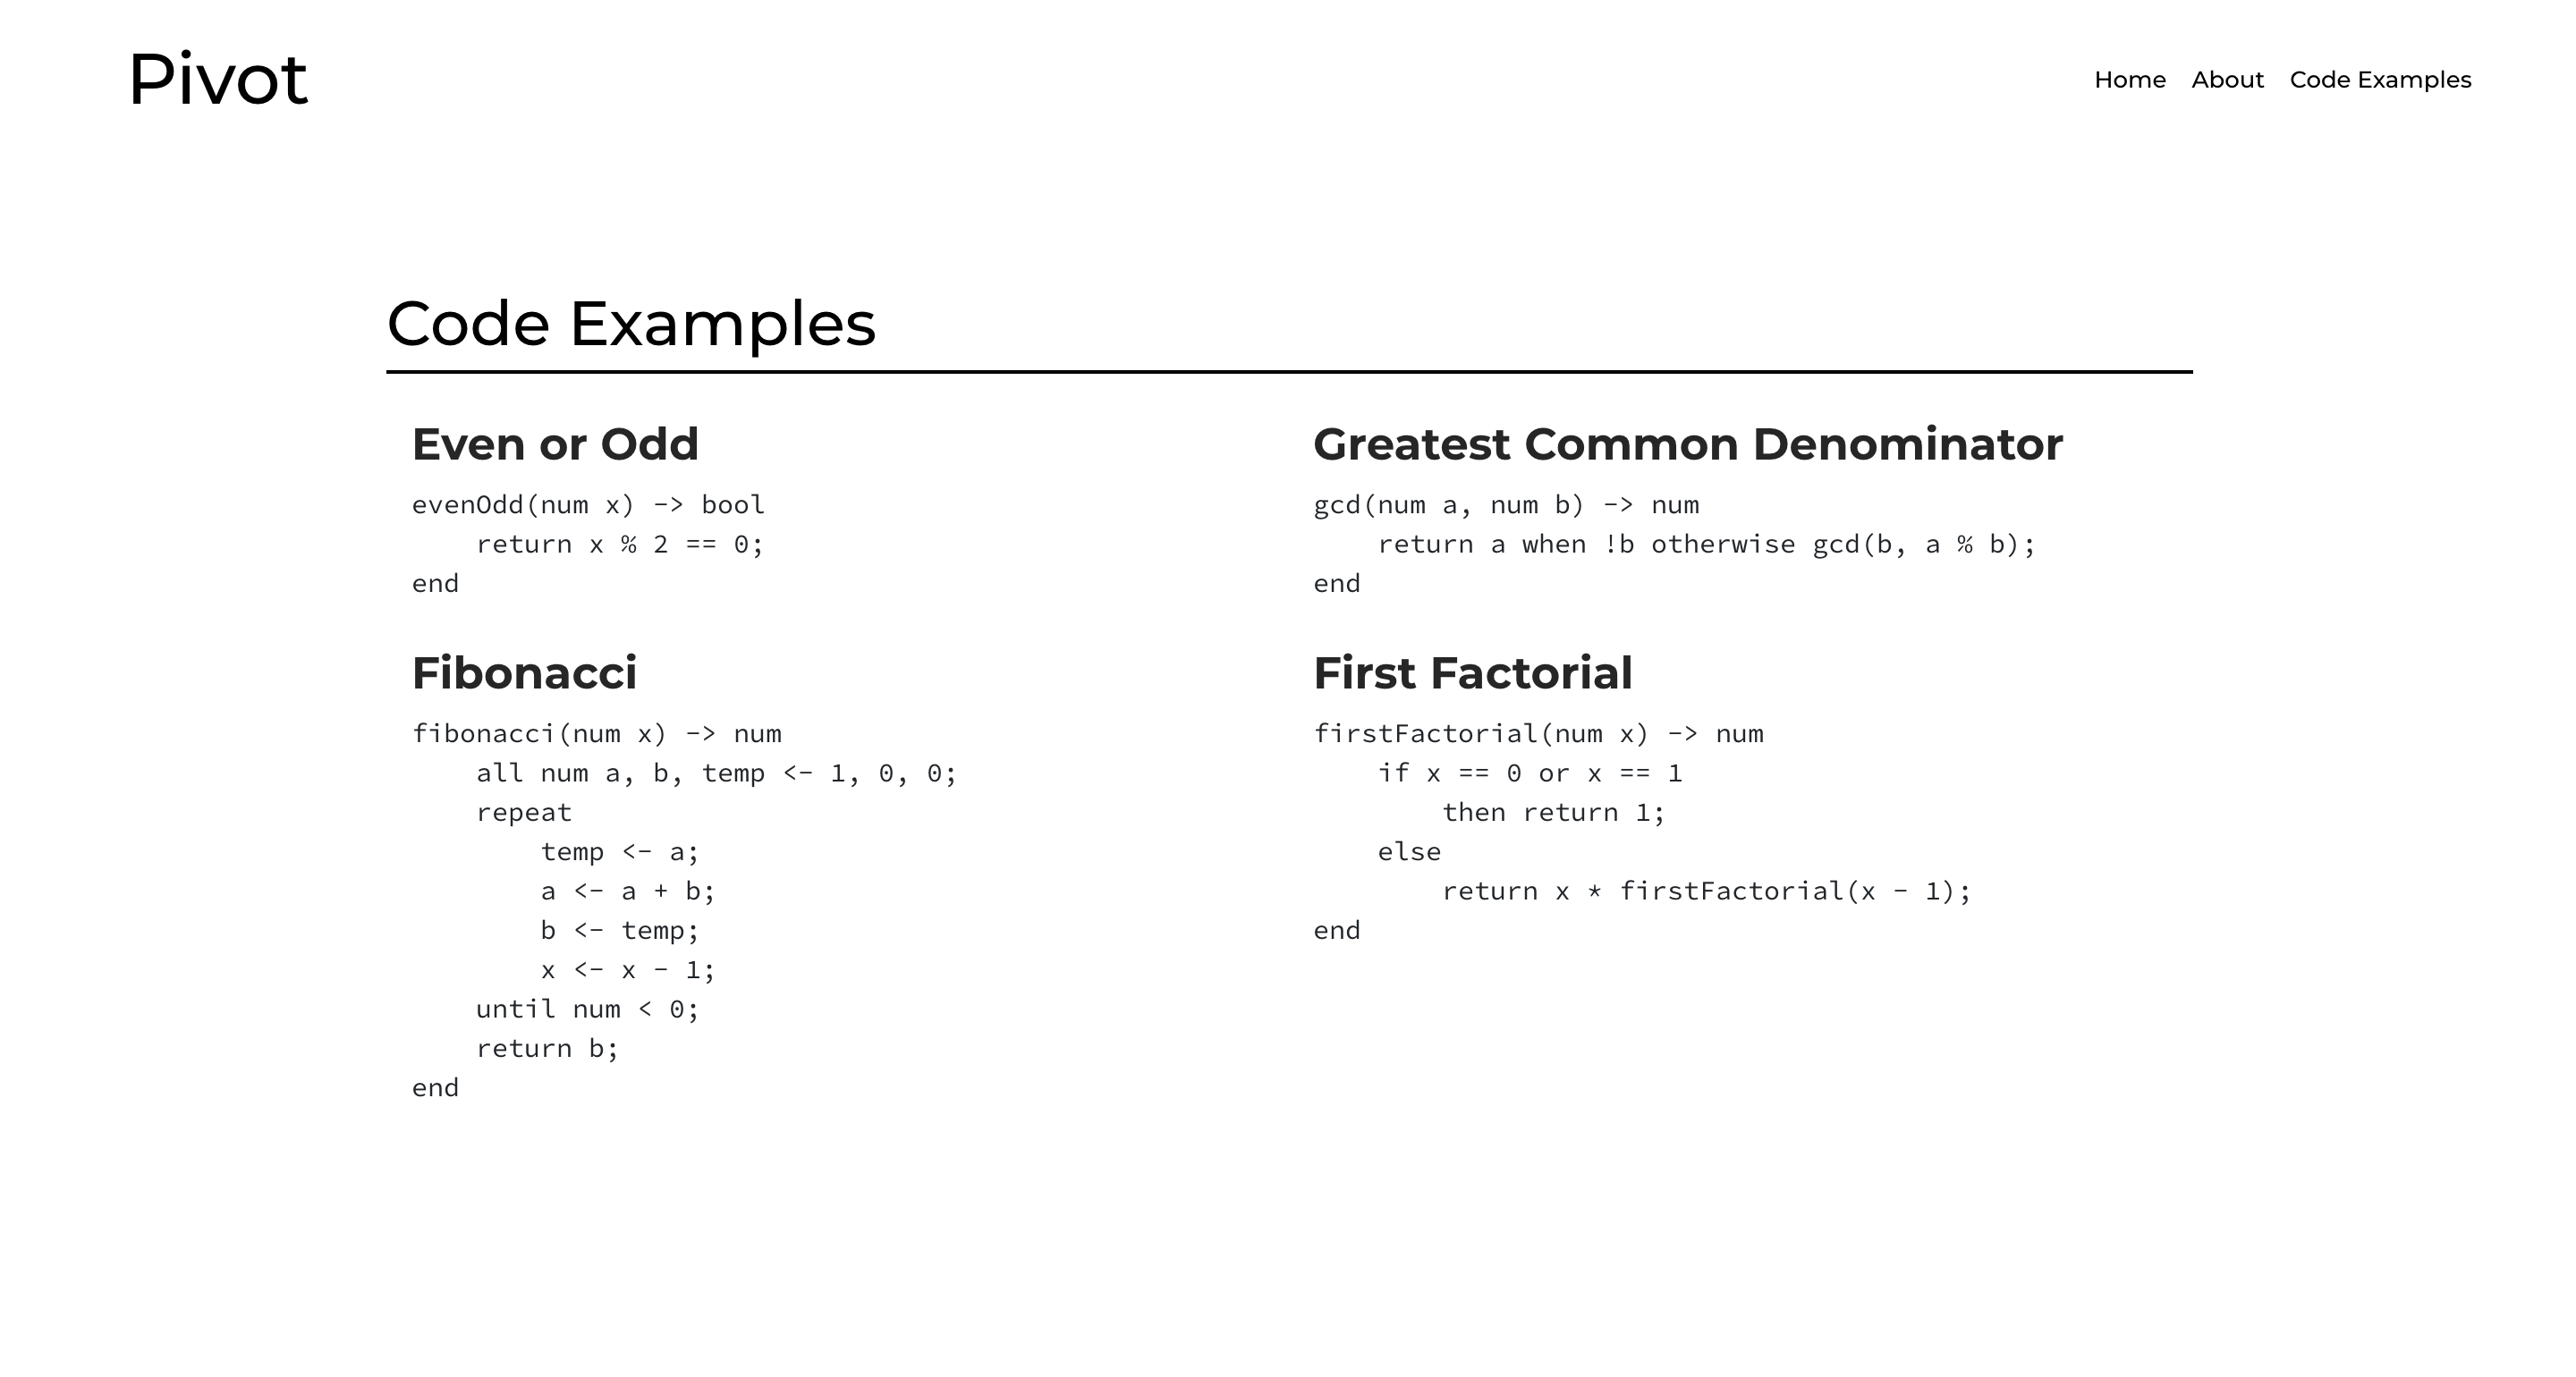 Pivot
Home About Code Examples
Code Examples
Even or Odd
evenOdd(num x) -> bool
    return x % 2 == 0;
end
Fibonacci
fibonacci(num x) -> num
    all num a, b, temp <- 1, 0, 0;
    repeat
        temp <- a;
        a <- a + b;
        b <- temp;
        x <- x - 1;
    until num < 0;
    return b;
end
Greatest Common Denominator
gcd(num a, num b) -> num
    return a when !b otherwise gcd(b, a % b);
end
First Factorial
firstFactorial(num x) -> num
    if x == 0 or x == 1
        then return 1;
    else
        return x * firstFactorial(x - 1);
end